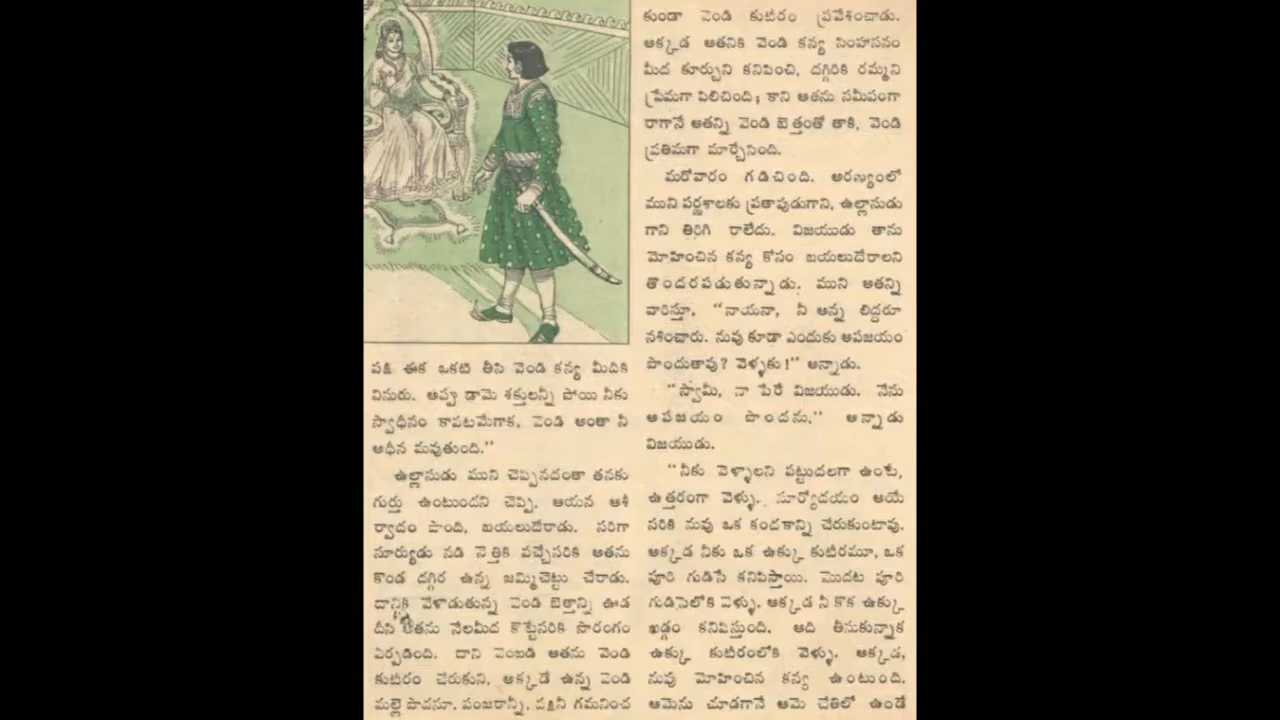 పక్షి ఈక ఒకటి తీసి వెండి కన్య మీదికి
విసురు. అప్పు డామె శక్తులన్నీ పోయి నీకు
స్వాధీనం కావటమేగాక, వెండి అంతా నీ
ఆధీన మవుతుంది."
ఉల్లాసుడు ముని చెప్పినదంతా తనకు
గుర్తు ఉంటుందని చెప్పి, ఆయన ఆశీ
ర్వాదం పొంది, బయలుదేరాడు. సరిగా
సూర్యుడు నడి నెత్తికి వచ్చేసరికి అతను
కొండ దగ్గిర ఉన్న జమ్మిచెట్టు చేరాడు.
దానికి వేళాడుతున్న వెండి బెత్తాన్ని ఊడ
దీసి అతను నేలమీద కొట్టేసరికి సొరంగం
ఏర్పడింది. దాని వెంబడి అతను వెండి
కుటీరం చేరుకుని, అక్కడే ఉన్న వెండి
మల్లె పొదనూ, పంజరాన్నీ, పక్షినీ గమనించ
కుండా వెండి కుటీరం ప్రవేశించాడు.
అక్కడ అతనికి వెండి కన్య సింహాసనం
మీద కూర్చుని కనిపించి, దగ్గిరికి రమ్మని
ప్రేమగా పిలిచింది; కాని అతను సమీపంగా
రాగానే అతన్ని వెండి బెత్తంతో తాకి, వెండి
ప్రతిమగా మార్చేసింది.
మరోవారం గడిచింది. అరణ్యంలో
ముని పర్ణశాలకు ప్రతాపుడుగాని, ఉల్లాసుడు
గాని తిరిగి రాలేదు. విజయుడు తాను
మోహించిన కన్య కోసం బయలుదేరాలని
తొందరపడుతున్నాడు. ముని అతన్ని
వారిస్తూ, "నాయనా, నీ అన్న లిద్దరూ
నశించారు. నువు కూడా ఎందుకు అపజయం
పొందుతావు? వెళ్ళకు!" అన్నాడు.
"స్వామీ, నా పేరే విజయుడు. నేను
అపజయం పొందను," అన్నాడు
విజయుడు.
"నీకు వెళ్ళాలని పట్టుదలగా ఉంటే,
ఉత్తరంగా వెళ్ళు. సూర్యోదయం అయే
సరికి నువు ఒక కందకాన్ని చేరుకుంటావు.
అక్కడ నీకు ఒక ఉక్కు కుటీరమూ, ఒక
పూరి గుడిసే కనిపిస్తాయి. మొదట పూరి
గుడిసెలోకి వెళ్ళు. అక్కడ నీ కొక ఉక్కు
ఖడ్గం కనిపిస్తుంది. అది తీసుకున్నాక
ఉక్కు కుటీరంలోకి వెళ్ళు. అక్కడ,
నువు మోహించిన కన్య ఉంటుంది.
ఆమెను చూడగానే ఆమె చేతిలో ఉండే